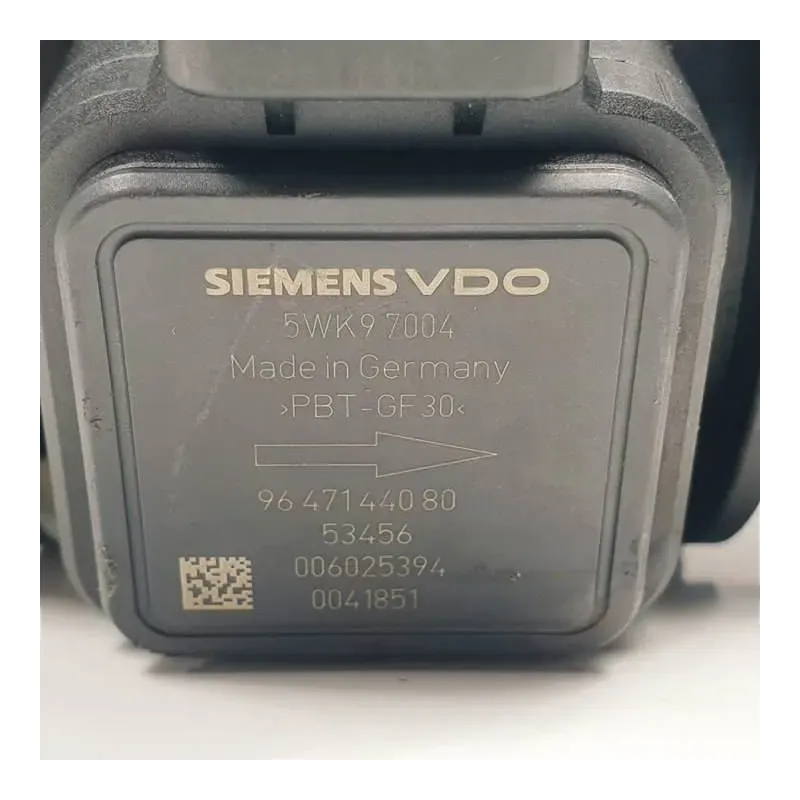 SIEMENS VDO
5WK9 7004
Made in Germany
>PBT-GF30<
96 471 440 80
53456
006025394
0041851